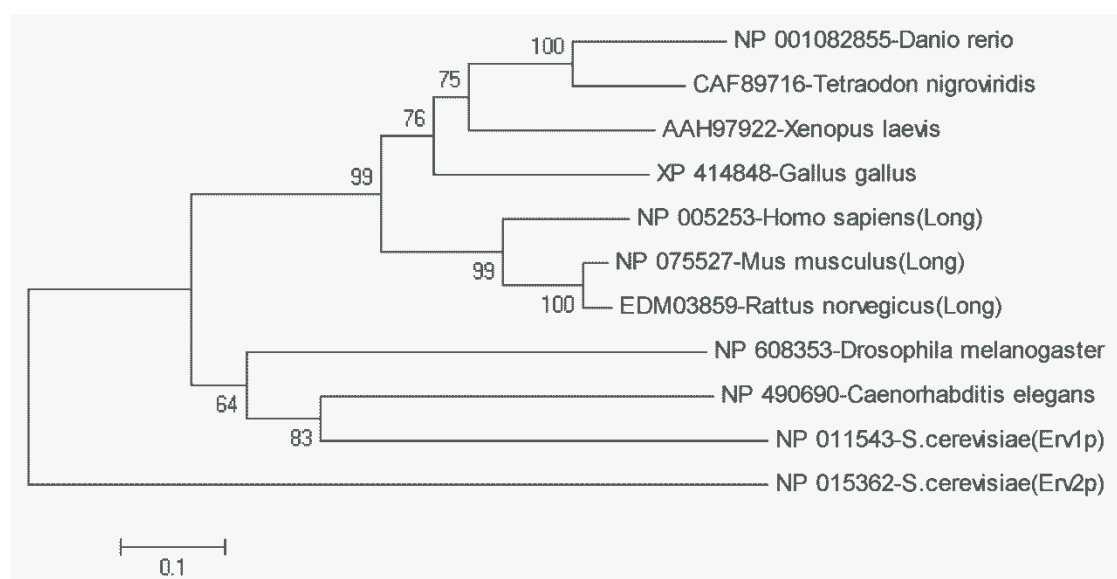 NP 001082855-Danio rerio
100
CAF89716-Tetraodon nigroviridis
75
AAH97922-Xenopus laevis
76
XP 414848-Gallus gallus
99
NP 005253-Homo sapiens(Long)
NP 075527-Mus musculus(Long)
99
EDM03859-Rattus norvegicus(Long)
100
NP 608353-Drosophila melanogaster
NP 490690-Caenorhabditis elegans
64
NP 011543-S.cerevisiae(Erv1p)
83
NP 015362-S.cerevisiae(Erv2p)
0.1